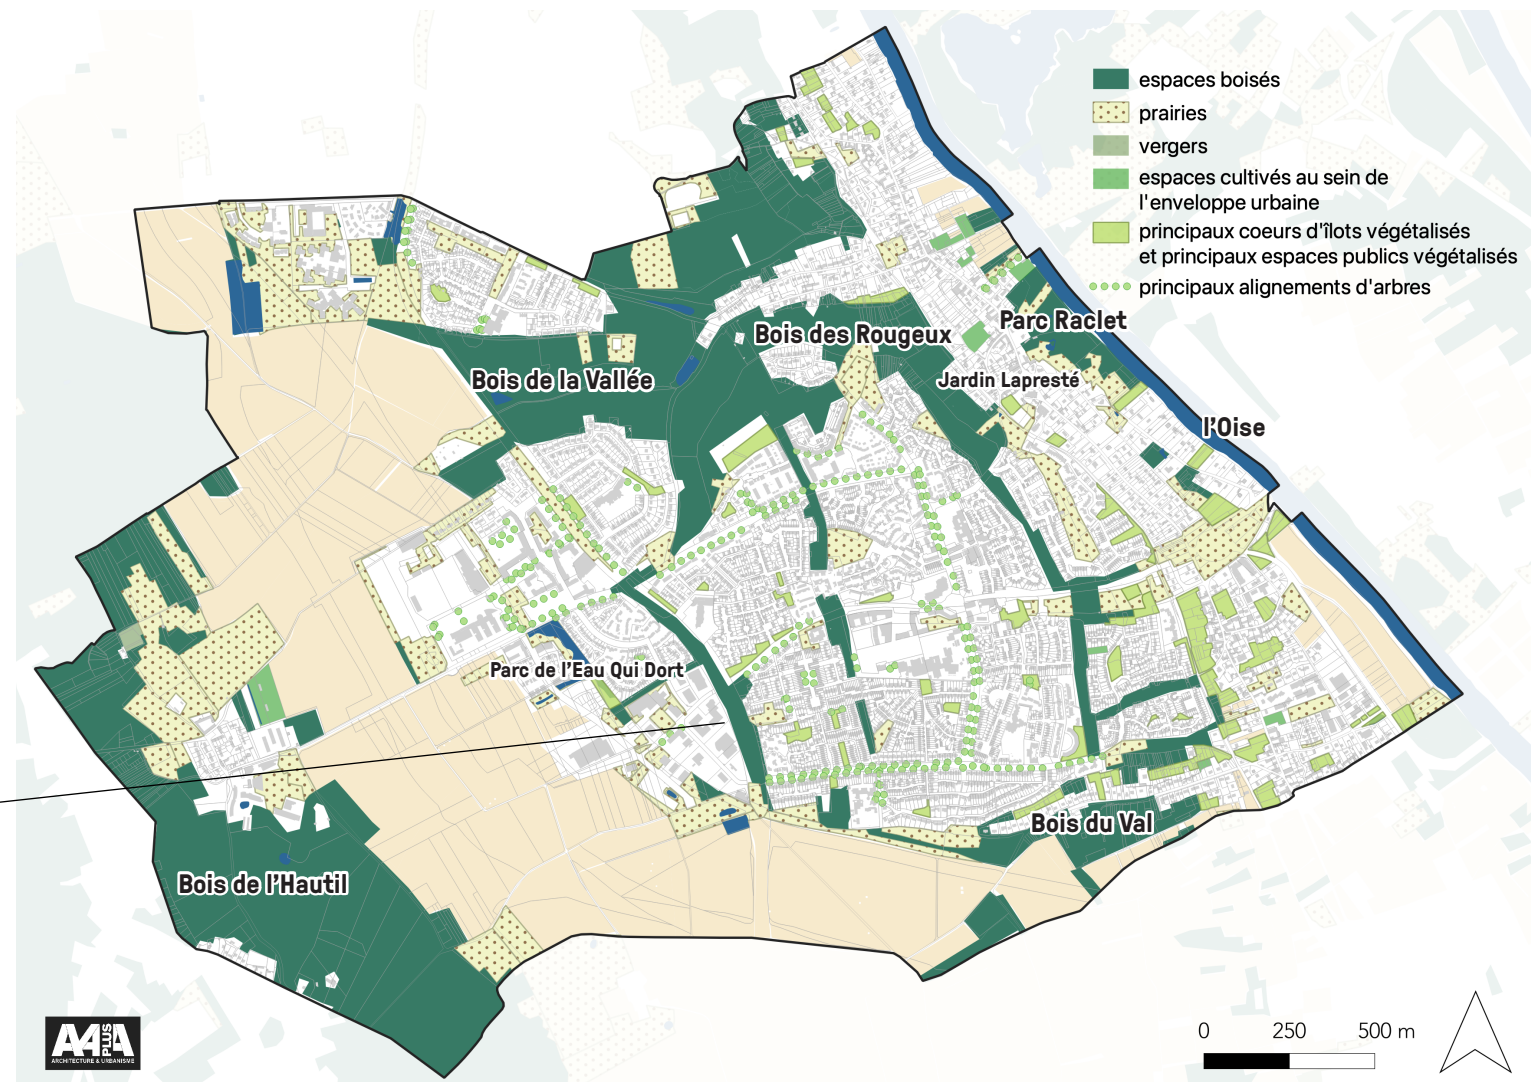 espaces boisés
prairies
vergers
espaces cultivés au sein de
l'enveloppe urbaine
principaux coeurs d'îlots végétalisés
et principaux espaces publics végétalisés
principaux alignements d'arbres
Bois des Rougeux
Parc Raclet
Bois de la Vallée
Jardin Lapresté
l'Oise
Parc de l'Eau Qui Dort
Bois du Val
Bois de l'Hautil
A4 PLUS A
ARCHITECTURE & URBANISME
0 250 500 m